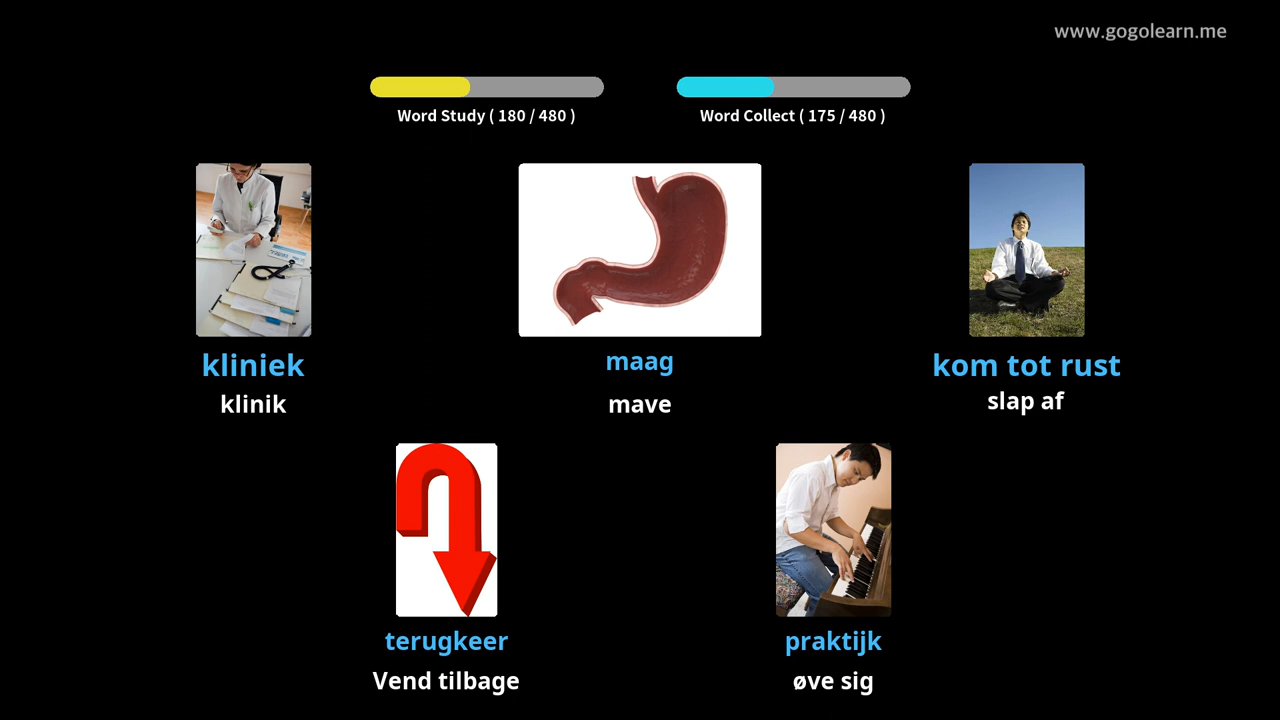 www.gogolearn.me
Word Study ( 180 / 480 )
Word Collect ( 175 / 480 )
kliniek
klinik
maag
mave
kom tot rust
slap af
terugkeer
Vend tilbage
praktijk
øve sig